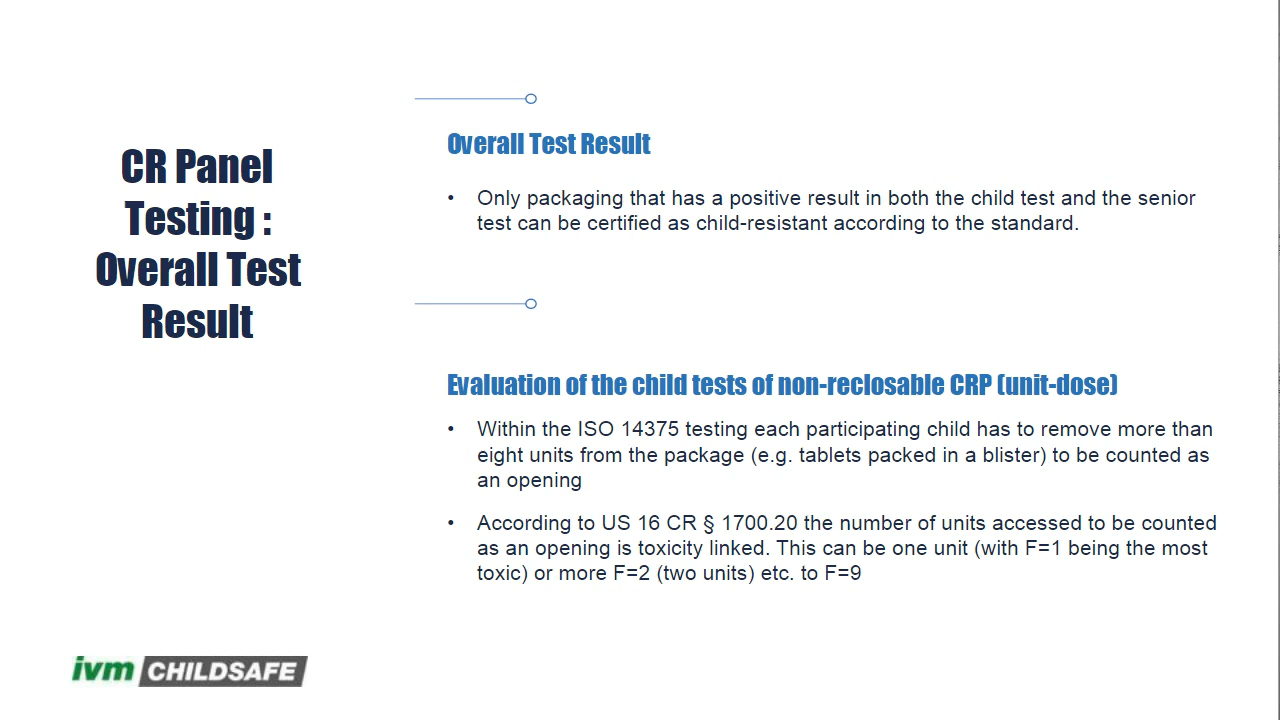 CR Panel
Testing :
Overall Test
Result
Overall Test Result
• Only packaging that has a positive result in both the child test and the senior
test can be certified as child-resistant according to the standard.
Evaluation of the child tests of non-reclosable CRP (unit-dose)
• Within the ISO 14375 testing each participating child has to remove more than
eight units from the package (e.g. tablets packed in a blister) to be counted as
an opening
• According to US 16 CR § 1700.20 the number of units accessed to be counted
as an opening is toxicity linked. This can be one unit (with F=1 being the most
toxic) or more F=2 (two units) etc. to F=9
ivm CHILDSAFE